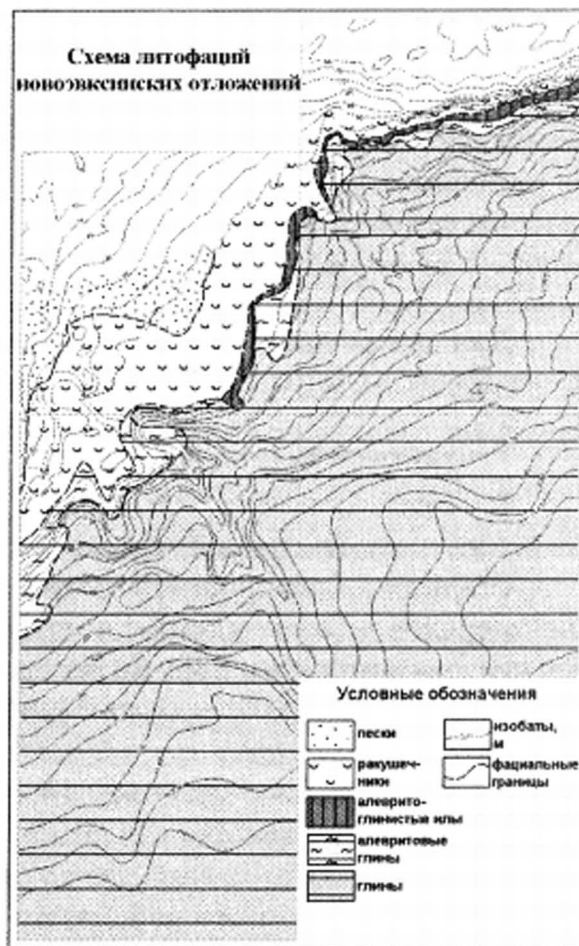 Схема литофаций
новоэвксинских отложений
Условные обозначения
пески
ракушеч-
ники
алеврито-
глинистые илы
алевритовые
глины
глины
изобаты,
м
фациальные
границы